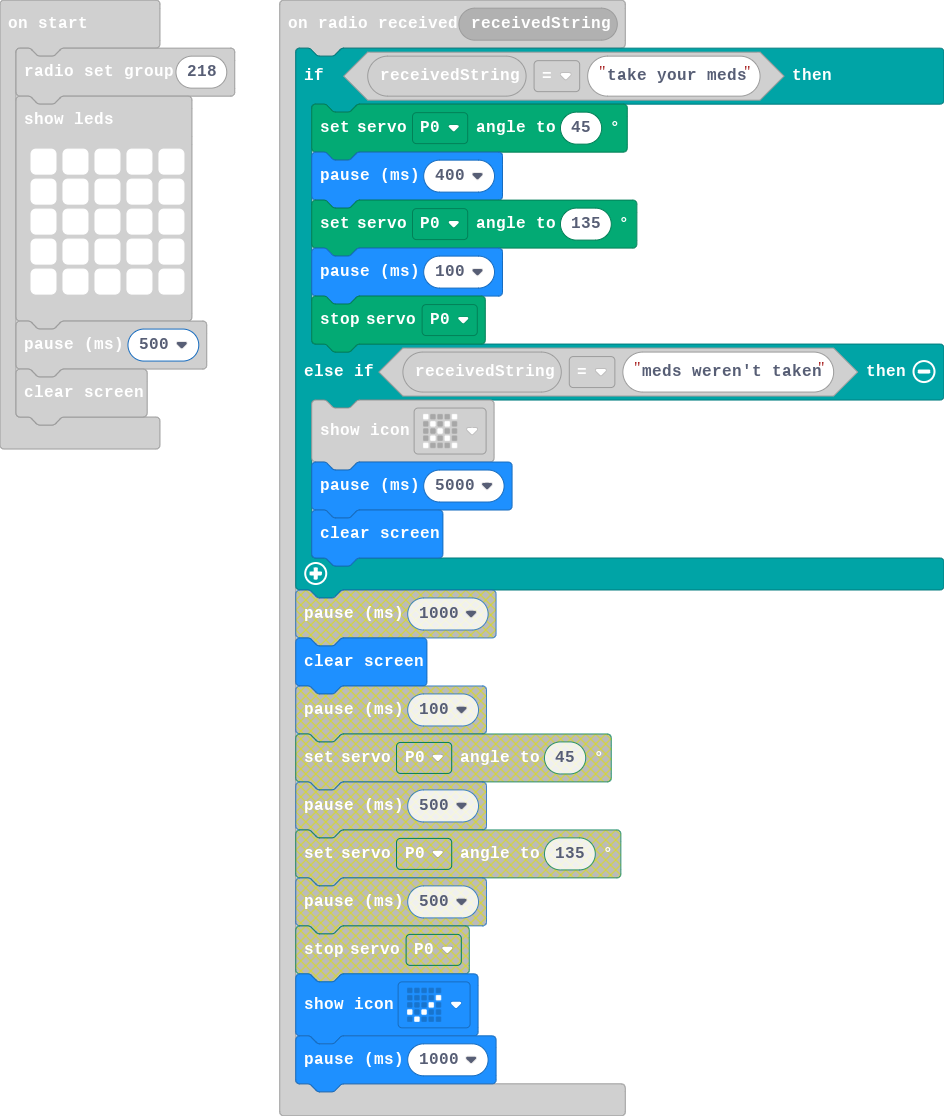 on start
radio set group 218
show leds
pause (ms) 500
clear screen
on radio received receivedString
if receivedString = "take your meds" then
set servo P0 angle to 45 °
pause (ms) 400
set servo P0 angle to 135 °
pause (ms) 100
stop servo P0
else if receivedString = "meds weren't taken" then
show icon
pause (ms) 5000
clear screen
pause (ms) 1000
clear screen
pause (ms) 100
set servo P0 angle to 45 °
pause (ms) 500
set servo P0 angle to 135 °
pause (ms) 500
stop servo P0
show icon
pause (ms) 1000